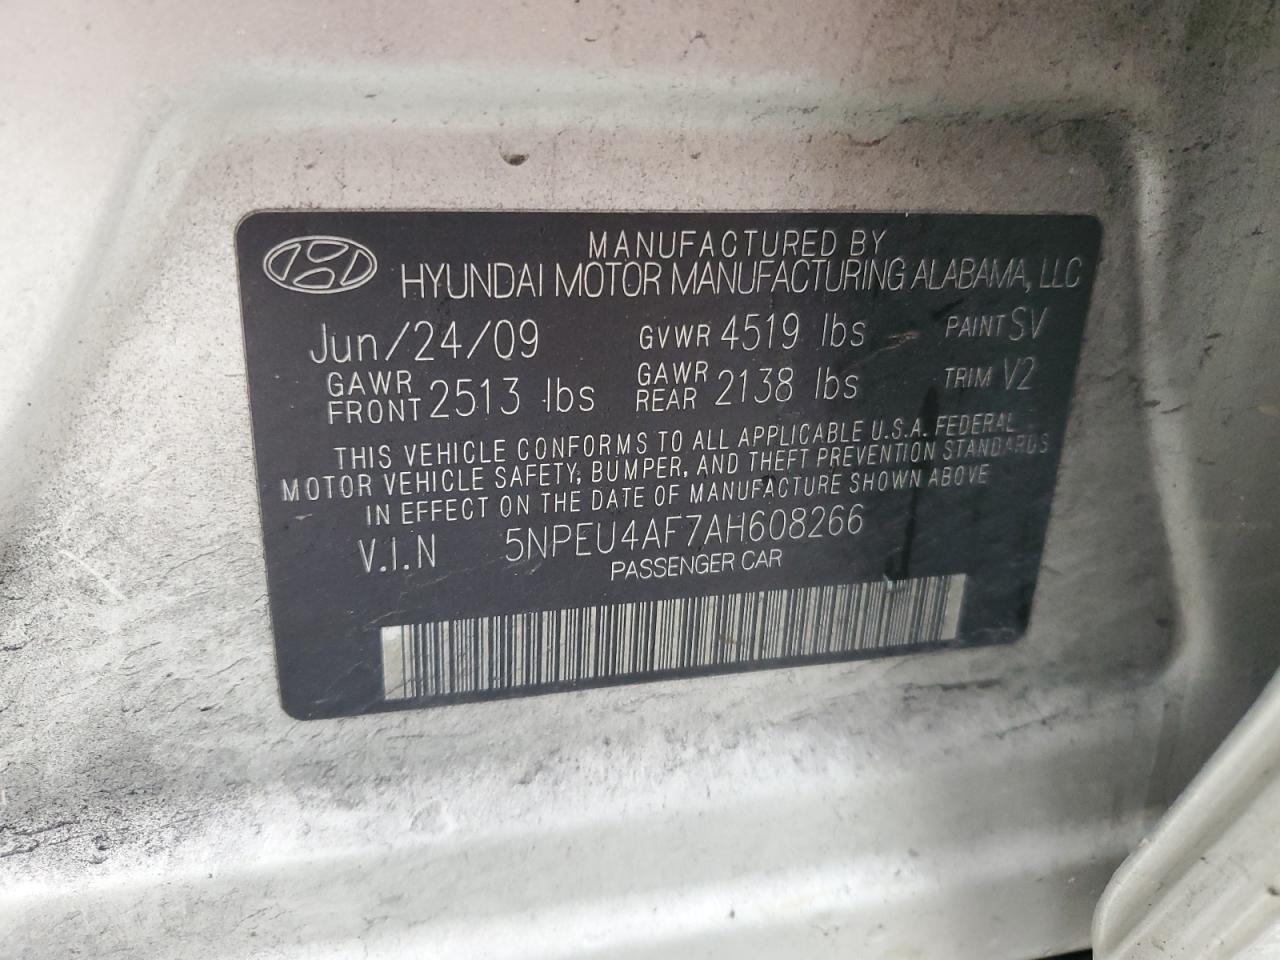 MANUFACTURED BY
HYUNDAI MOTOR MANUFACTURING ALABAMA, LLC
Jun/24/09 GVWR 4519 lbs PAINT SV
GAWR FRONT 2513 lbs GAWR REAR 2138 lbs TRIM V2
THIS VEHICLE CONFORMS TO ALL APPLICABLE U.S.A. FEDERAL
MOTOR VEHICLE SAFETY, BUMPER, AND THEFT PREVENTION STANDARDS
IN EFFECT ON THE DATE OF MANUFACTURE SHOWN ABOVE
V.I.N 5NPEU4AF7AH608266
PASSENGER CAR